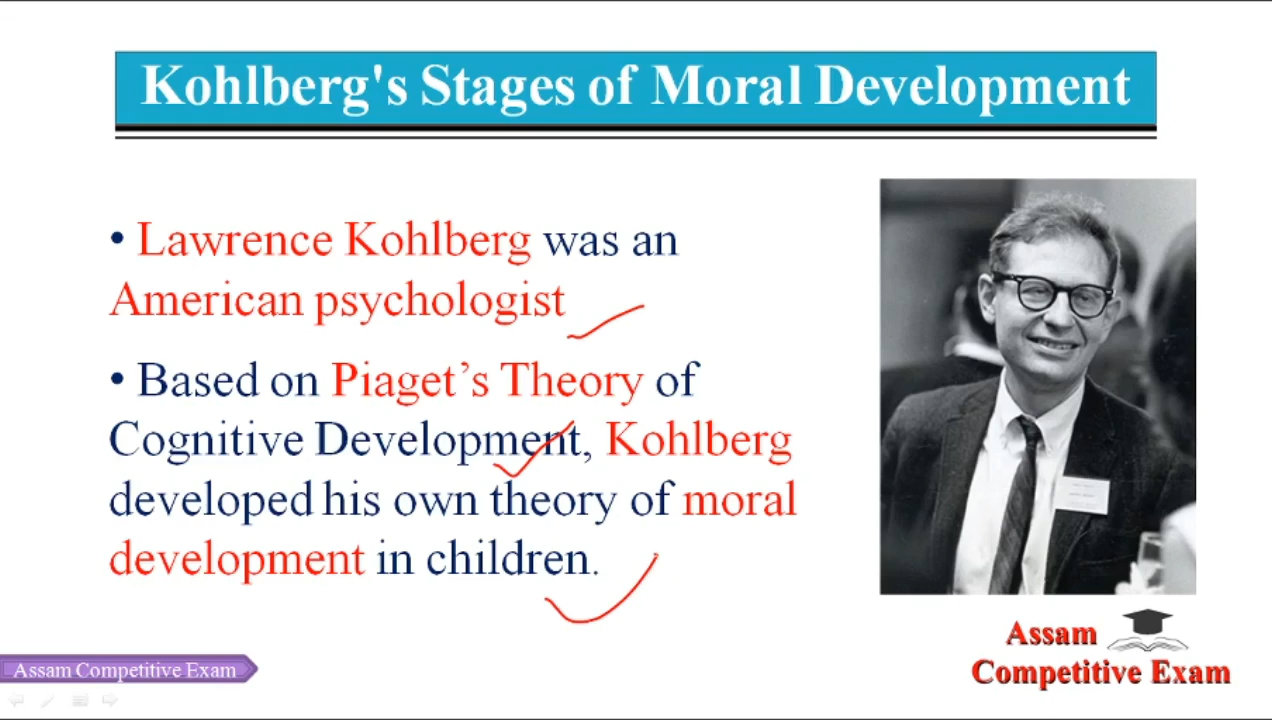 Kohlberg's Stages of Moral Development
• Lawrence Kohlberg was an
American psychologist
• Based on Piaget’s Theory of
Cognitive Development, Kohlberg
developed his own theory of moral
development in children.
Assam
Competitive Exam
Assam Competitive Exam